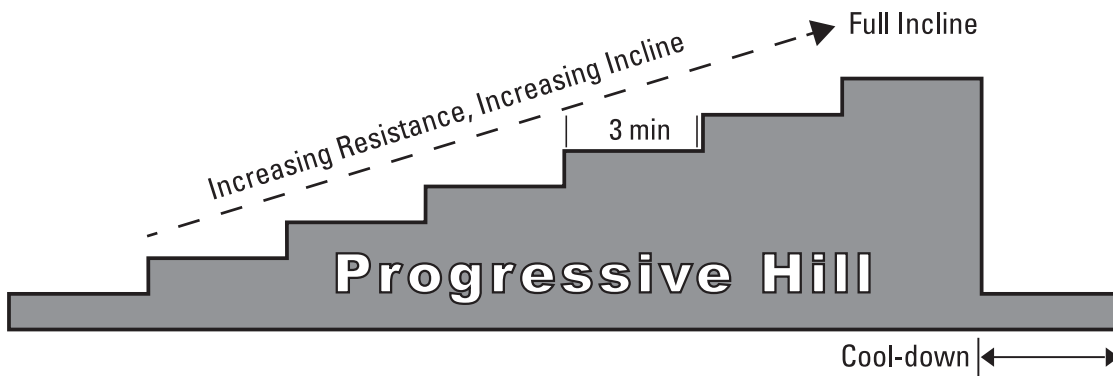 Full Incline
Increasing Resistance, Increasing Incline
3 min
Progressive Hill
Cool-down